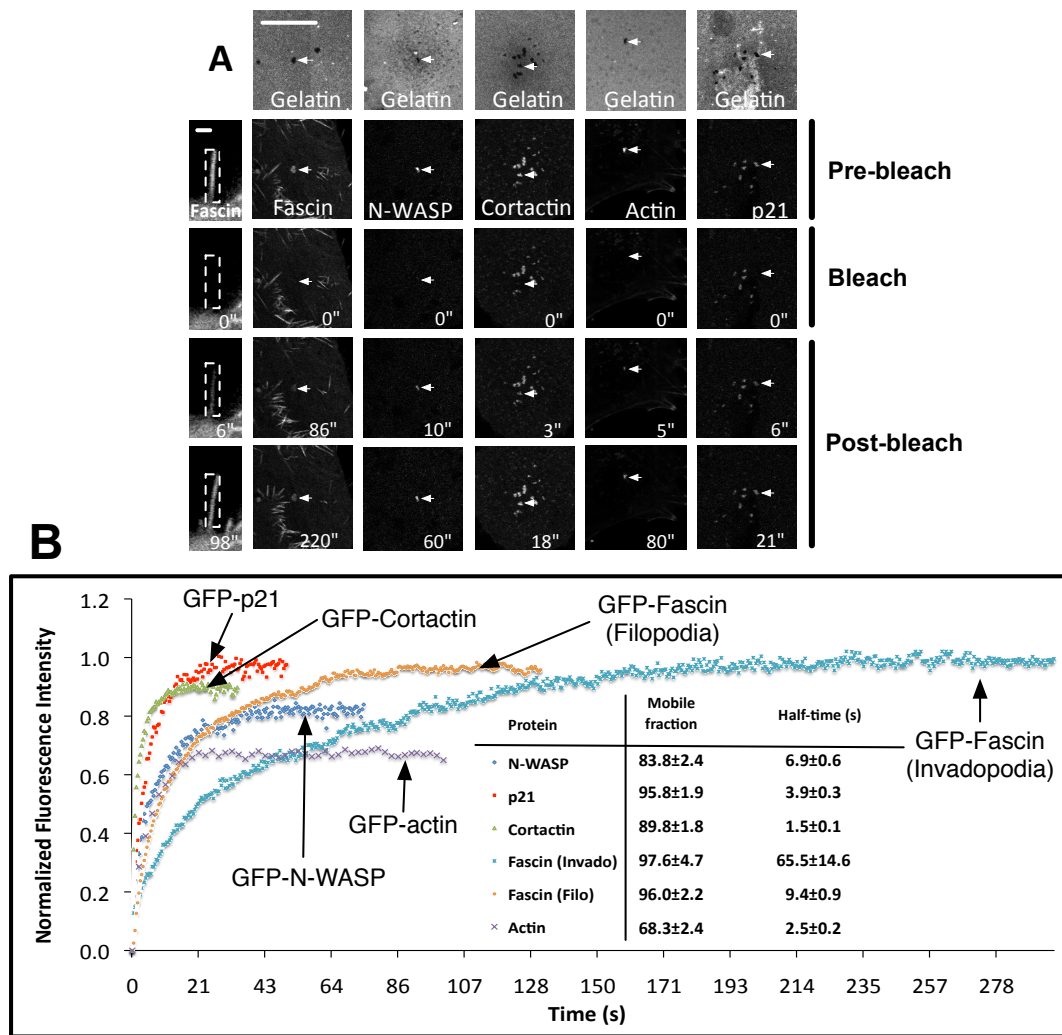 A
Gelatin Gelatin Gelatin Gelatin Gelatin
Fascin Fascin N-WASP Cortactin Actin p21
Pre-bleach
0" 0" 0" 0" 0" 0"
Bleach
6" 86" 10" 3" 5" 6"
Post-bleach
98" 220" 60" 18" 80" 21"
B
Normalized Fluorescence Intensity
1.2
1.0
0.8
0.6
0.4
0.2
0.0
GFP-p21
GFP-Cortactin
GFP-Fascin
(Filopodia)
GFP-Fascin
(Invadopodia)
GFP-actin
GFP-N-WASP
Protein Mobile fraction Half-time (s)
N-WASP 83.8±2.4 6.9±0.6
p21 95.8±1.9 3.9±0.3
Cortactin 89.8±1.8 1.5±0.1
Fascin (Invado) 97.6±4.7 65.5±14.6
Fascin (Filo) 96.0±2.2 9.4±0.9
Actin 68.3±2.4 2.5±0.2
0 21 43 64 86 107 128 150 171 193 214 235 257 278
Time (s)